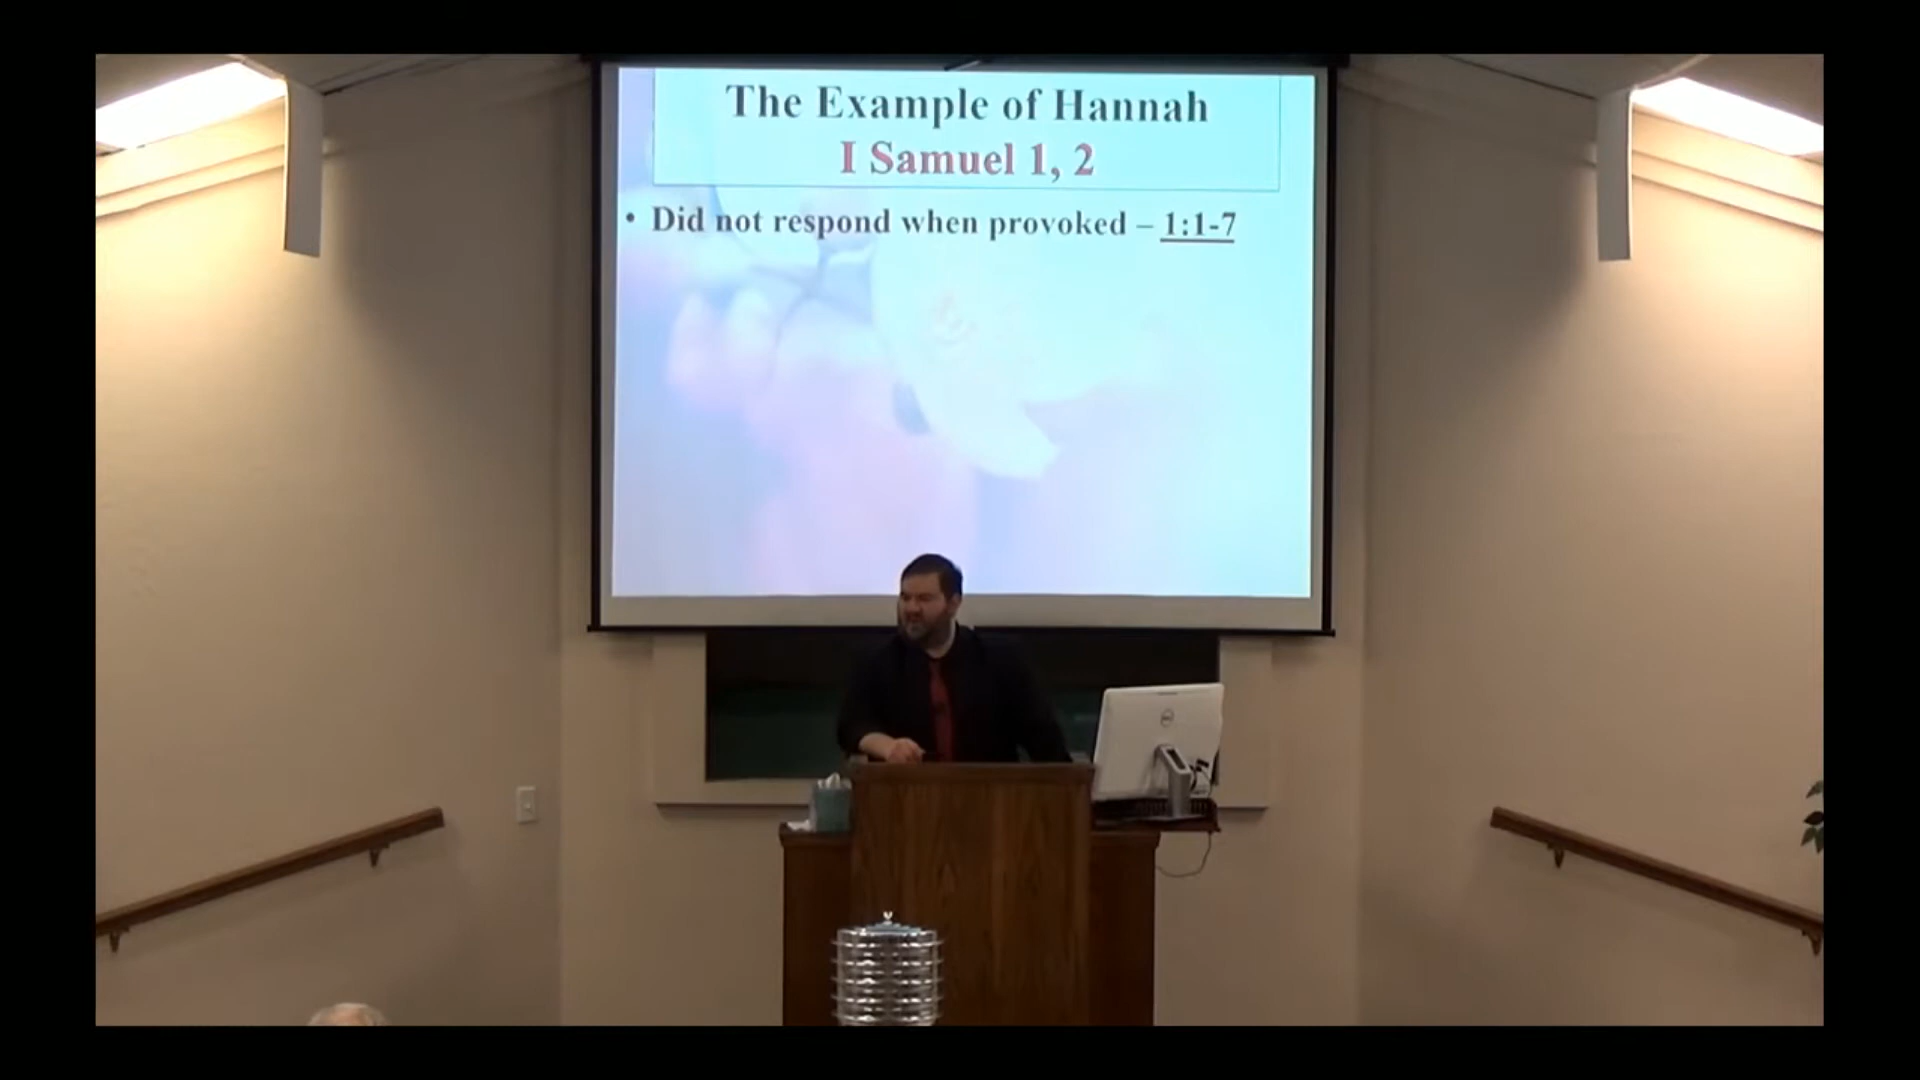 The Example of Hannah
I Samuel 1, 2
• Did not respond when provoked – 1:1-7